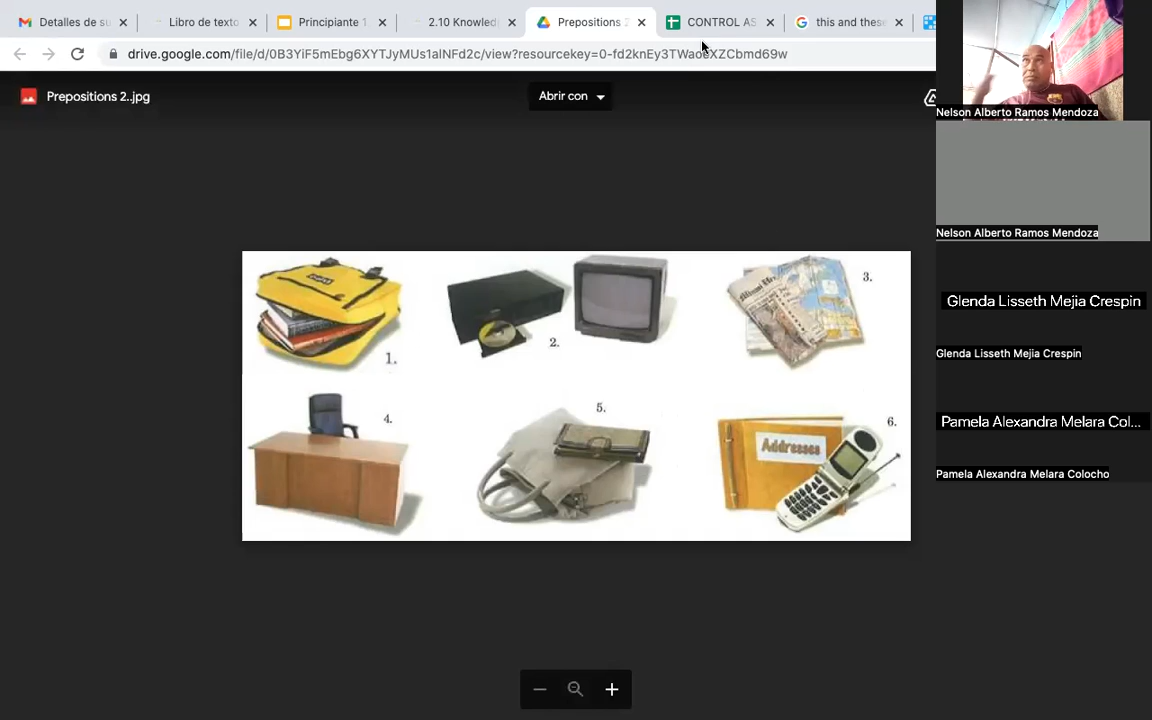 Detalles de su
Libro de texto
Principiante 1
2.10 Knowled
Prepositions 2
CONTROL AS
this and these
drive.google.com/file/d/0B3YiF5mEbg6XYTJyMUs1alNFd2c/view?resourcekey=0-fd2knEy3TWao
XZCbmd69w
Prepositions 2..jpg
Abrir con
Nelson Alberto Ramos Mendoza
Nelson Alberto Ramos Mendoza
Glenda Lisseth Mejia Crespin
Glenda Lisseth Mejia Crespin
Pamela Alexandra Melara Col...
Pamela Alexandra Melara Colocho
1.
2.
3.
4.
5.
6.
Addresses